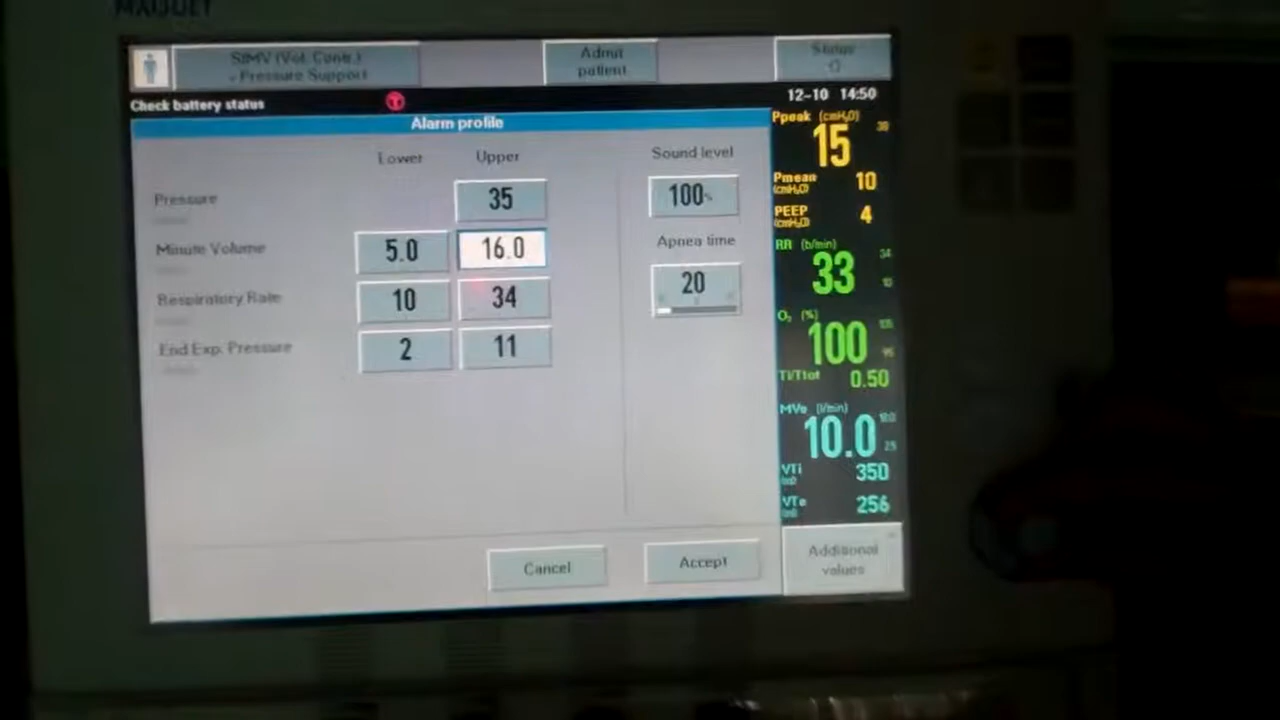 MAQUET
SIMV (Vol. Contr.)
+ Pressure Support
Admit
patient
Status
Check battery status
12-10 14:50
Alarm profile
Lower
Upper
Sound level
Pressure
35
100%
Minute Volume
5.0
16.0
Apnea time
Respiratory Rate
10
34
20
End Exp. Pressure
2
11
Cancel
Accept
Ppeak (cmH₂O)
15
Pmean
(cmH₂O)
10
PEEP
(cmH₂O)
4
RR (b/min)
33
34
10
O₂ (%)
100
Ti/Ttot
0.50
MVe (l/min)
10.0
VTi
(ml)
350
VTe
(ml)
256
Additional
values